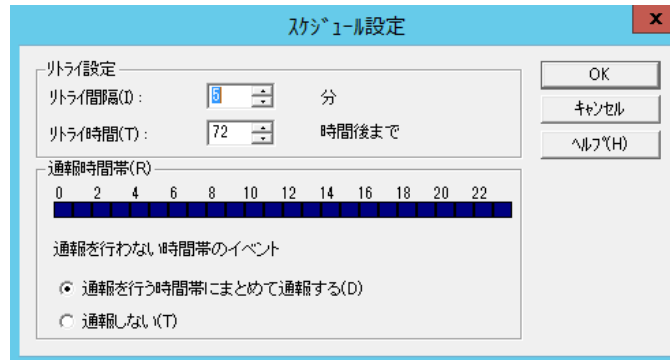 スケジュール設定
x
リトライ設定
リトライ間隔(I) : 5 分
リトライ時間(T) : 72 時間後まで
OK
キャンセル
ヘルプ(H)
通報時間帯(R)
0 2 4 6 8 10 12 14 16 18 20 22
通報を行わない時間帯のイベント
通報を行う時間帯にまとめて通報する(D)
通報しない(T)